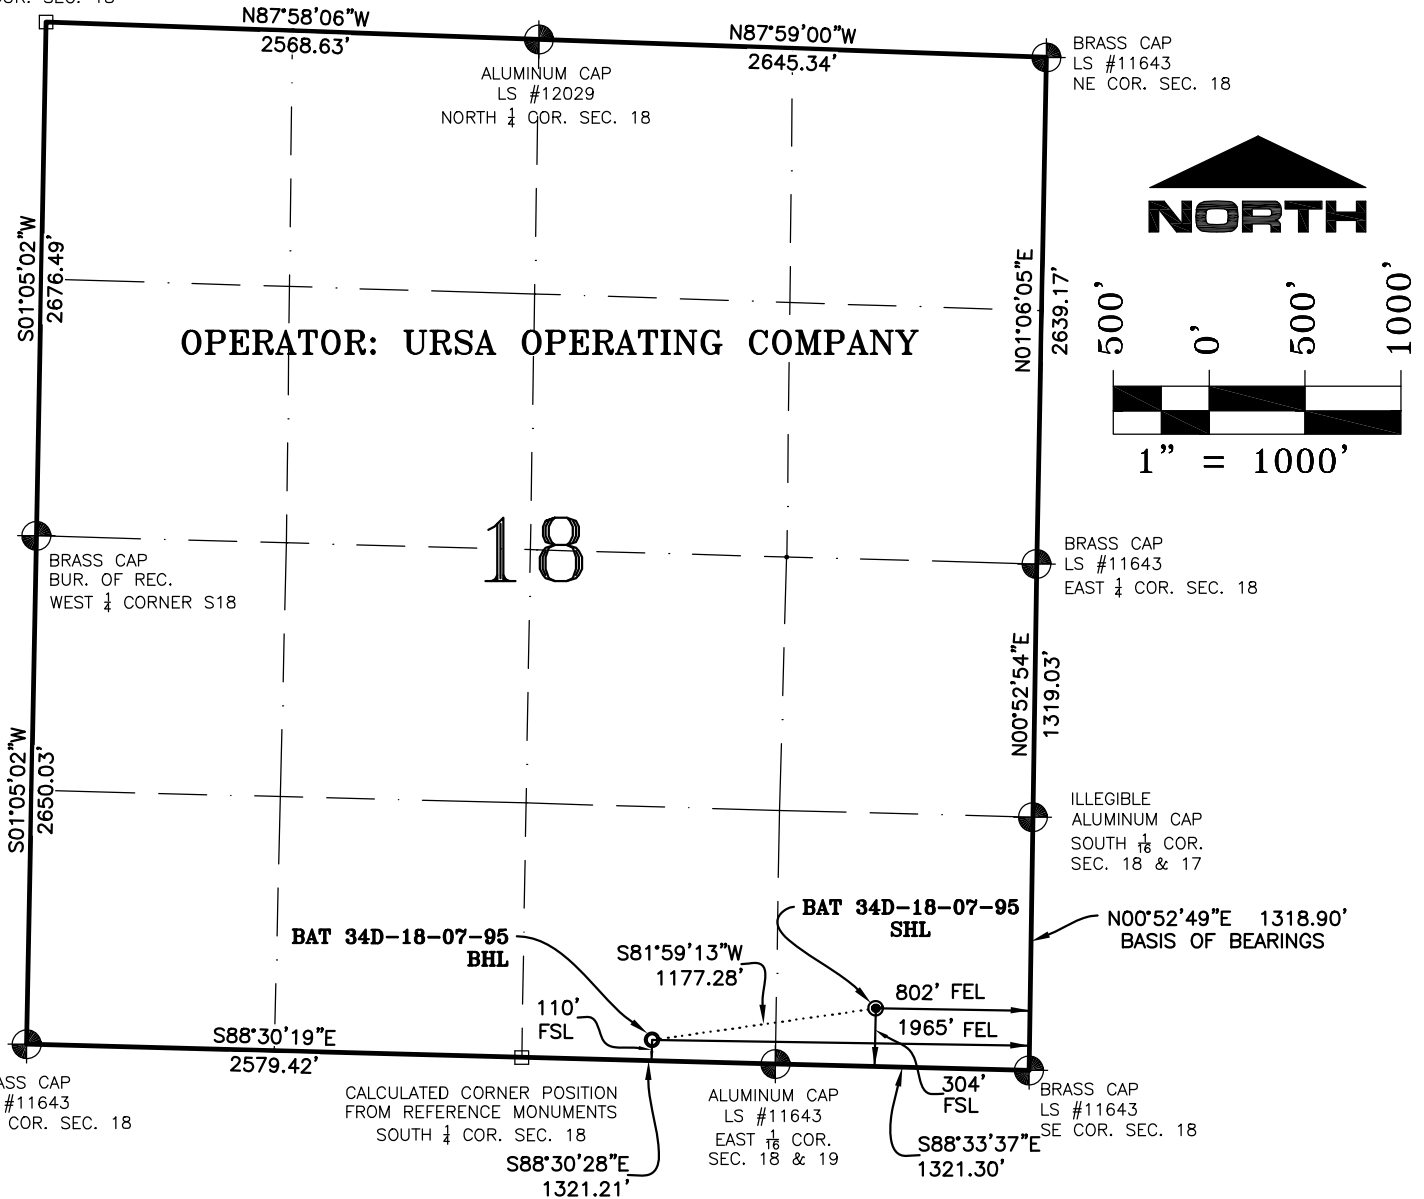 COR. SEC. 18
N87°58'06"W
2568.63'
N87°59'00"W
2645.34'
BRASS CAP
LS #11643
NE COR. SEC. 18
ALUMINUM CAP
LS #12029
NORTH 1/4 COR. SEC. 18
NORTH
500'
0'
500'
1000'
1" = 1000'
S01°05'02"W
2676.49'
N01°06'05"E
2639.17'
OPERATOR: URSA OPERATING COMPANY
18
BRASS CAP
BUR. OF REC.
WEST 1/4 CORNER S18
BRASS CAP
LS #11643
EAST 1/4 COR. SEC. 18
N00°52'54"E
1319.03'
S01°05'02"W
2650.03'
ILLEGIBLE
ALUMINUM CAP
SOUTH 1/16 COR.
SEC. 18 & 17
BAT 34D-18-07-95
SHL
N00°52'49"E 1318.90'
BASIS OF BEARINGS
BAT 34D-18-07-95
BHL
S81°59'13"W
1177.28'
802' FEL
110'
FSL
1965' FEL
S88°30'19"E
2579.42'
304'
FSL
CALCULATED CORNER POSITION
FROM REFERENCE MONUMENTS
SOUTH 1/4 COR. SEC. 18
ALUMINUM CAP
LS #11643
EAST 1/16 COR.
SEC. 18 & 19
BRASS CAP
LS #11643
SE COR. SEC. 18
ASS CAP
#11643
COR. SEC. 18
S88°30'28"E
1321.21'
S88°33'37"E
1321.30'